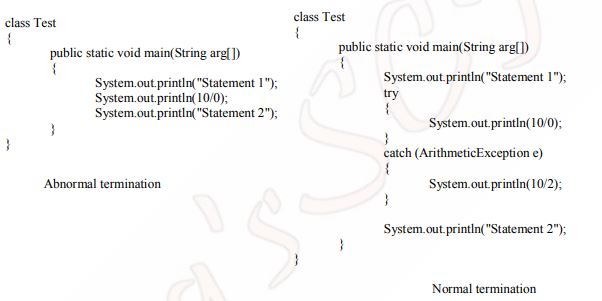 class Test
{
public static void main(String arg[])
{
System.out.println("Statement 1");
System.out.println(10/0);
System.out.println("Statement 2");
}
}
Abnormal termination
class Test
{
public static void main(String arg[])
{
System.out.println("Statement 1");
try
{
System.out.println(10/0);
}
catch (ArithmeticException e)
{
System.out.println(10/2);
}
System.out.println("Statement 2");
}
}
Normal termination